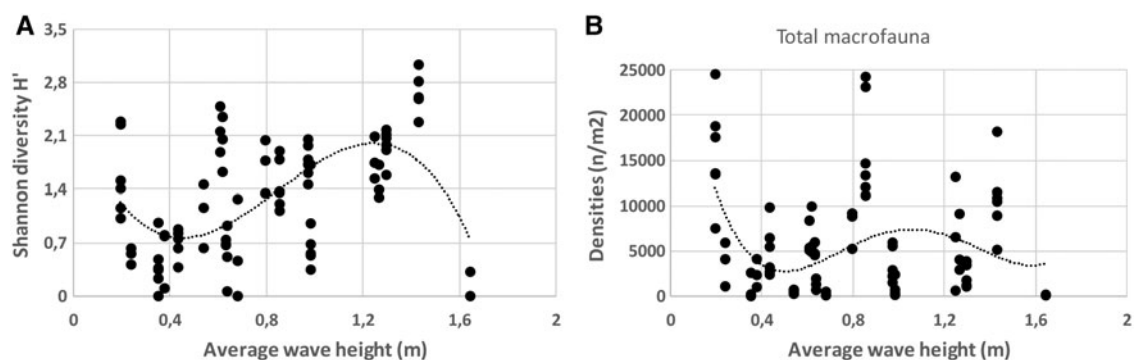 A
Shannon diversity H'
3,5
2,8
2,1
1,4
0,7
0
0 0,4 0,8 1,2 1,6 2
Average wave height (m)
B
Total macrofauna
Densities (n/m2)
25000
20000
15000
10000
5000
0
0 0,4 0,8 1,2 1,6 2
Average wave height (m)